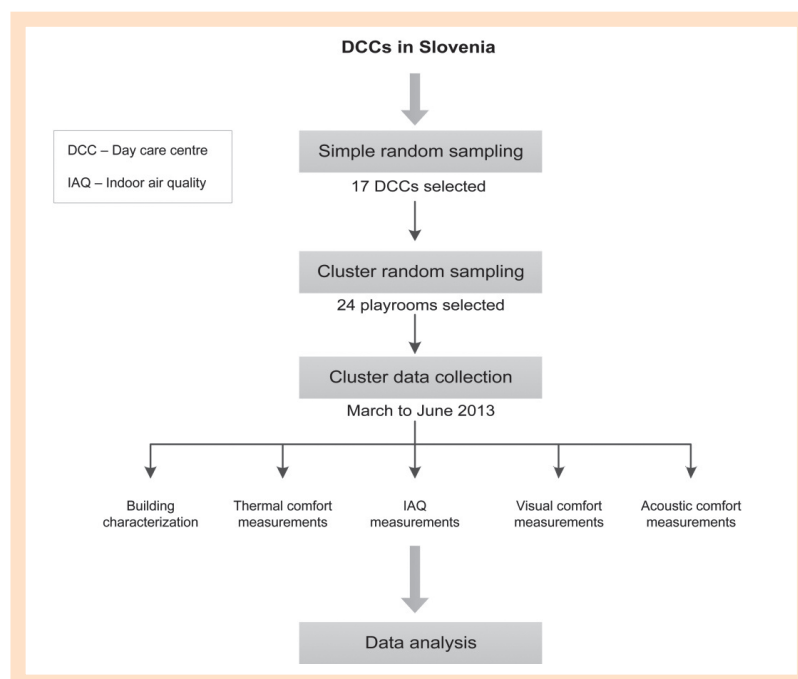 DCCs in Slovenia
DCC – Day care centre
IAQ – Indoor air quality
Simple random sampling
17 DCCs selected
Cluster random sampling
24 playrooms selected
Cluster data collection
March to June 2013
Building
characterization
Thermal comfort
measurements
IAQ
measurements
Visual comfort
measurements
Acoustic comfort
measurements
Data analysis